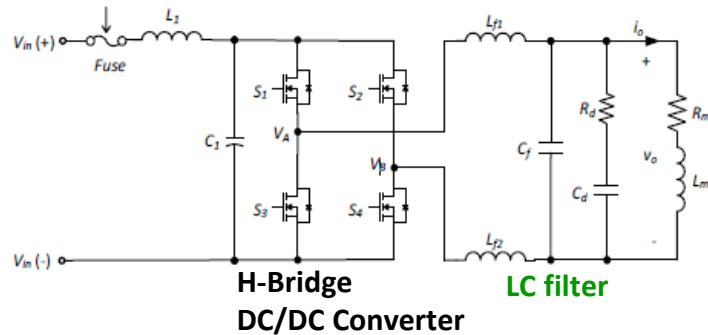 L1
Lf1
io
Vin (+)
Fuse
+
S1
S2
Rd
Rm
C1
VA
VB
Cf
vo
Lm
S3
S4
Cd
Lf2
-
Vin (-)
H-Bridge
LC filter
DC/DC Converter